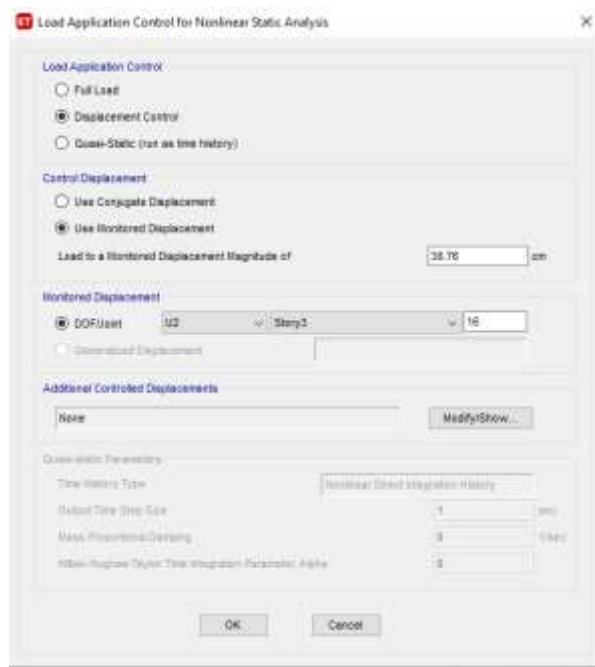 Load Application Control for Nonlinear Static Analysis
Load Application Control
Full Load
Displacement Control
Quasi-Static (run as time history)
Control Displacement
Use Conjugate Displacement
Use Monitored Displacement
Load to a Monitored Displacement Magnitude of
cm
Monitored Displacement
DOF/Joint
U2
Story3
16
Generalized Displacement
Additional Controlled Displacements
None
Modify/Show...
Quasi-static Parameters
Time History Type
Nonlinear Direct Integration History
Output Time Step Size
1
sec
Mass Proportional Damping
0
1/sec
Hilber-Hughes-Taylor Time Integration Parameter, Alpha
0
OK
Cancel